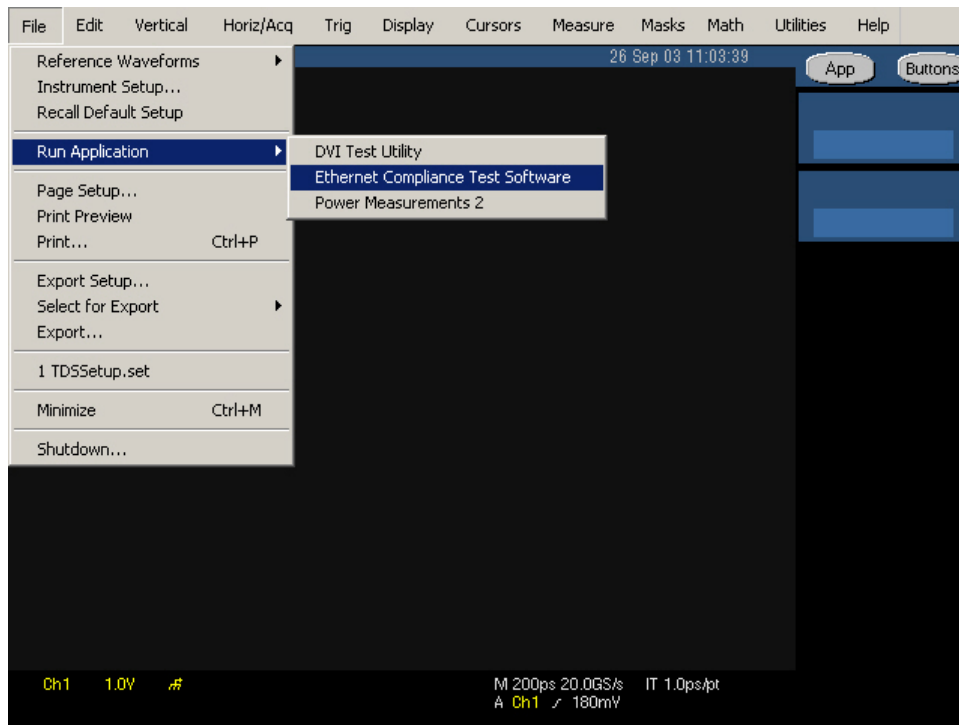 File Edit Vertical Horiz/Acq Trig Display Cursors Measure Masks Math Utilities Help
26 Sep 03 11:03:39
App Buttons
Reference Waveforms
Instrument Setup...
Recall Default Setup
Run Application
DVI Test Utility
Ethernet Compliance Test Software
Power Measurements 2
Page Setup...
Print Preview
Print... Ctrl+P
Export Setup...
Select for Export
Export...
1 TDSSetup.set
Minimize Ctrl+M
Shutdown...
Ch1 1.0V
M 200ps 20.0GS/s IT 1.0ps/pt
A Ch1 180mV